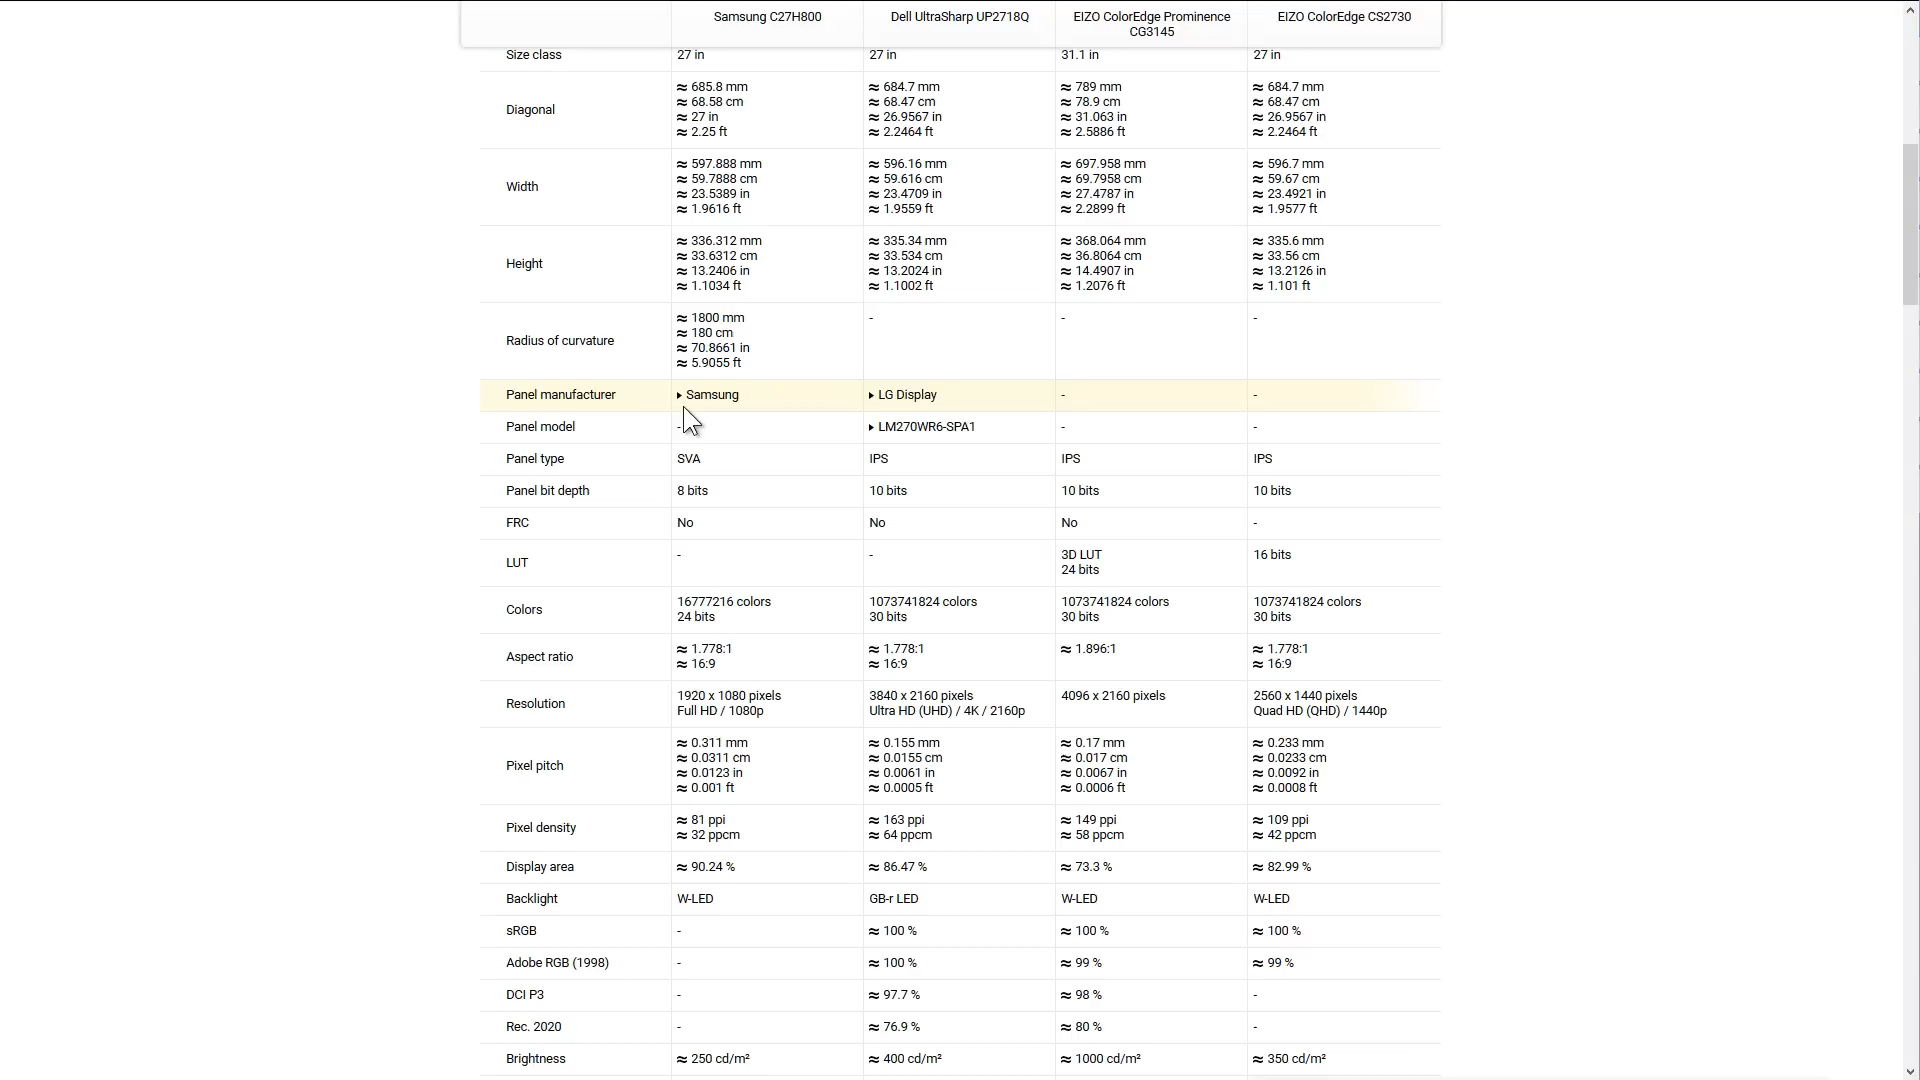 Samsung C27H800 Dell UltraSharp UP2718Q EIZO ColorEdge Prominence EIZO ColorEdge CS2730
CG3145
Size class 27 in 27 in 31.1 in 27 in
≈ 685.8 mm ≈ 684.7 mm ≈ 789 mm ≈ 684.7 mm
≈ 68.58 cm ≈ 68.47 cm ≈ 78.9 cm ≈ 68.47 cm
Diagonal
≈ 27 in ≈ 26.9567 in ≈ 31.063 in ≈ 26.9567 in
≈ 2.25 ft ≈ 2.2464 ft ≈ 2.5886 ft ≈ 2.2464 ft
≈ 597.888 mm ≈ 596.16 mm ≈ 697.958 mm ≈ 596.7 mm
≈ 59.7888 cm ≈ 59.616 cm ≈ 69.7958 cm ≈ 59.67 cm
Width
≈ 23.5389 in ≈ 23.4709 in ≈ 27.4787 in ≈ 23.4921 in
≈ 1.9616 ft ≈ 1.9559 ft ≈ 2.2899 ft ≈ 1.9577 ft
≈ 336.312 mm ≈ 335.34 mm ≈ 368.064 mm ≈ 335.6 mm
≈ 33.6312 cm ≈ 33.534 cm ≈ 36.8064 cm ≈ 33.56 cm
Height
≈ 13.2406 in ≈ 13.2024 in ≈ 14.4907 in ≈ 13.2126 in
≈ 1.1034 ft ≈ 1.1002 ft ≈ 1.2076 ft ≈ 1.101 ft
≈ 1800 mm - - -
≈ 180 cm
Radius of curvature
≈ 70.8661 in
≈ 5.9055 ft
Panel manufacturer Samsung LG Display - -
Panel model - LM270WR6-SPA1 - -
Panel type SVA IPS IPS IPS
Panel bit depth 8 bits 10 bits 10 bits 10 bits
FRC No No No -
LUT - - 3D LUT 16 bits
24 bits
Colors 16777216 colors 1073741824 colors 1073741824 colors 1073741824 colors
24 bits 30 bits 30 bits 30 bits
Aspect ratio ≈ 1.778:1 ≈ 1.778:1 ≈ 1.896:1 ≈ 1.778:1
≈ 16:9 ≈ 16:9 ≈ 16:9
Resolution 1920 x 1080 pixels 3840 x 2160 pixels 4096 x 2160 pixels 2560 x 1440 pixels
Full HD / 1080p Ultra HD (UHD) / 4K / 2160p Quad HD (QHD) / 1440p
≈ 0.311 mm ≈ 0.155 mm ≈ 0.17 mm ≈ 0.233 mm
≈ 0.0311 cm ≈ 0.0155 cm ≈ 0.017 cm ≈ 0.0233 cm
Pixel pitch
≈ 0.0123 in ≈ 0.0061 in ≈ 0.0067 in ≈ 0.0092 in
≈ 0.001 ft ≈ 0.0005 ft ≈ 0.0006 ft ≈ 0.0008 ft
Pixel density ≈ 81 ppi ≈ 163 ppi ≈ 149 ppi ≈ 109 ppi
≈ 32 ppcm ≈ 64 ppcm ≈ 58 ppcm ≈ 42 ppcm
Display area ≈ 90.24 % ≈ 86.47 % ≈ 73.3 % ≈ 82.99 %
Backlight W-LED GB-r LED W-LED W-LED
sRGB - ≈ 100 % ≈ 100 % ≈ 100 %
Adobe RGB (1998) - ≈ 100 % ≈ 99 % ≈ 99 %
DCI P3 - ≈ 97.7 % ≈ 98 % -
Rec. 2020 - ≈ 76.9 % ≈ 80 % -
Brightness ≈ 250 cd/m² ≈ 400 cd/m² ≈ 1000 cd/m² ≈ 350 cd/m²